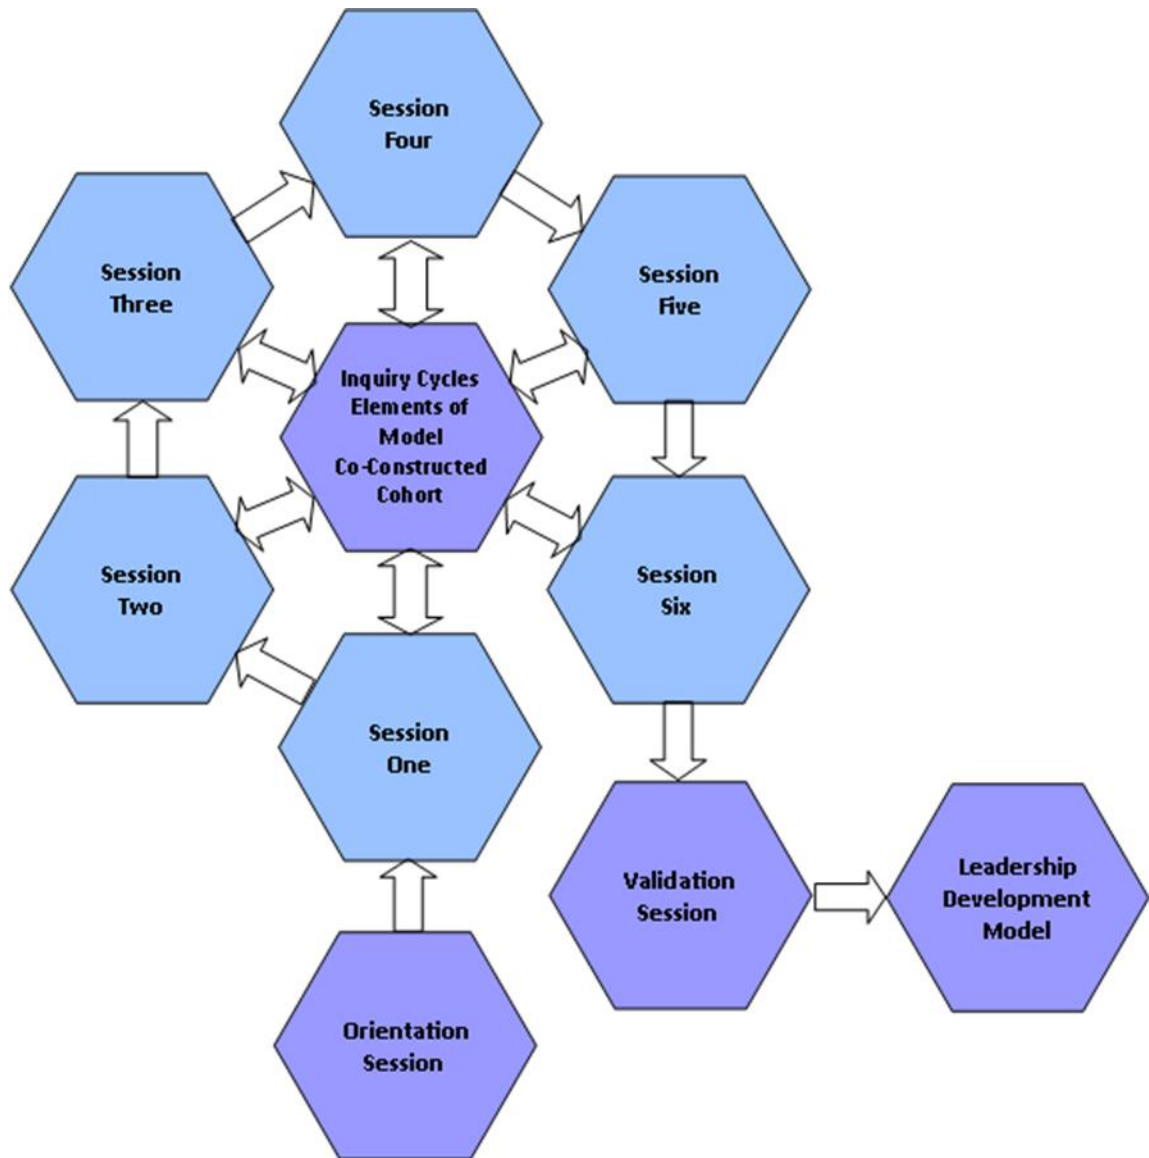 Session
Four
Session
Three
Session
Five
Inquiry Cycles
Elements of
Model
Co-Constructed
Cohort
Session
Two
Session
Six
Session
One
Validation
Session
Leadership
Development
Model
Orientation
Session